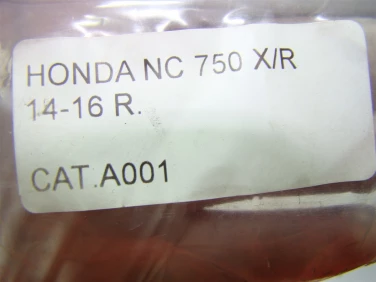 HONDA NC 750 X/R
14-16 R.
CAT.A001